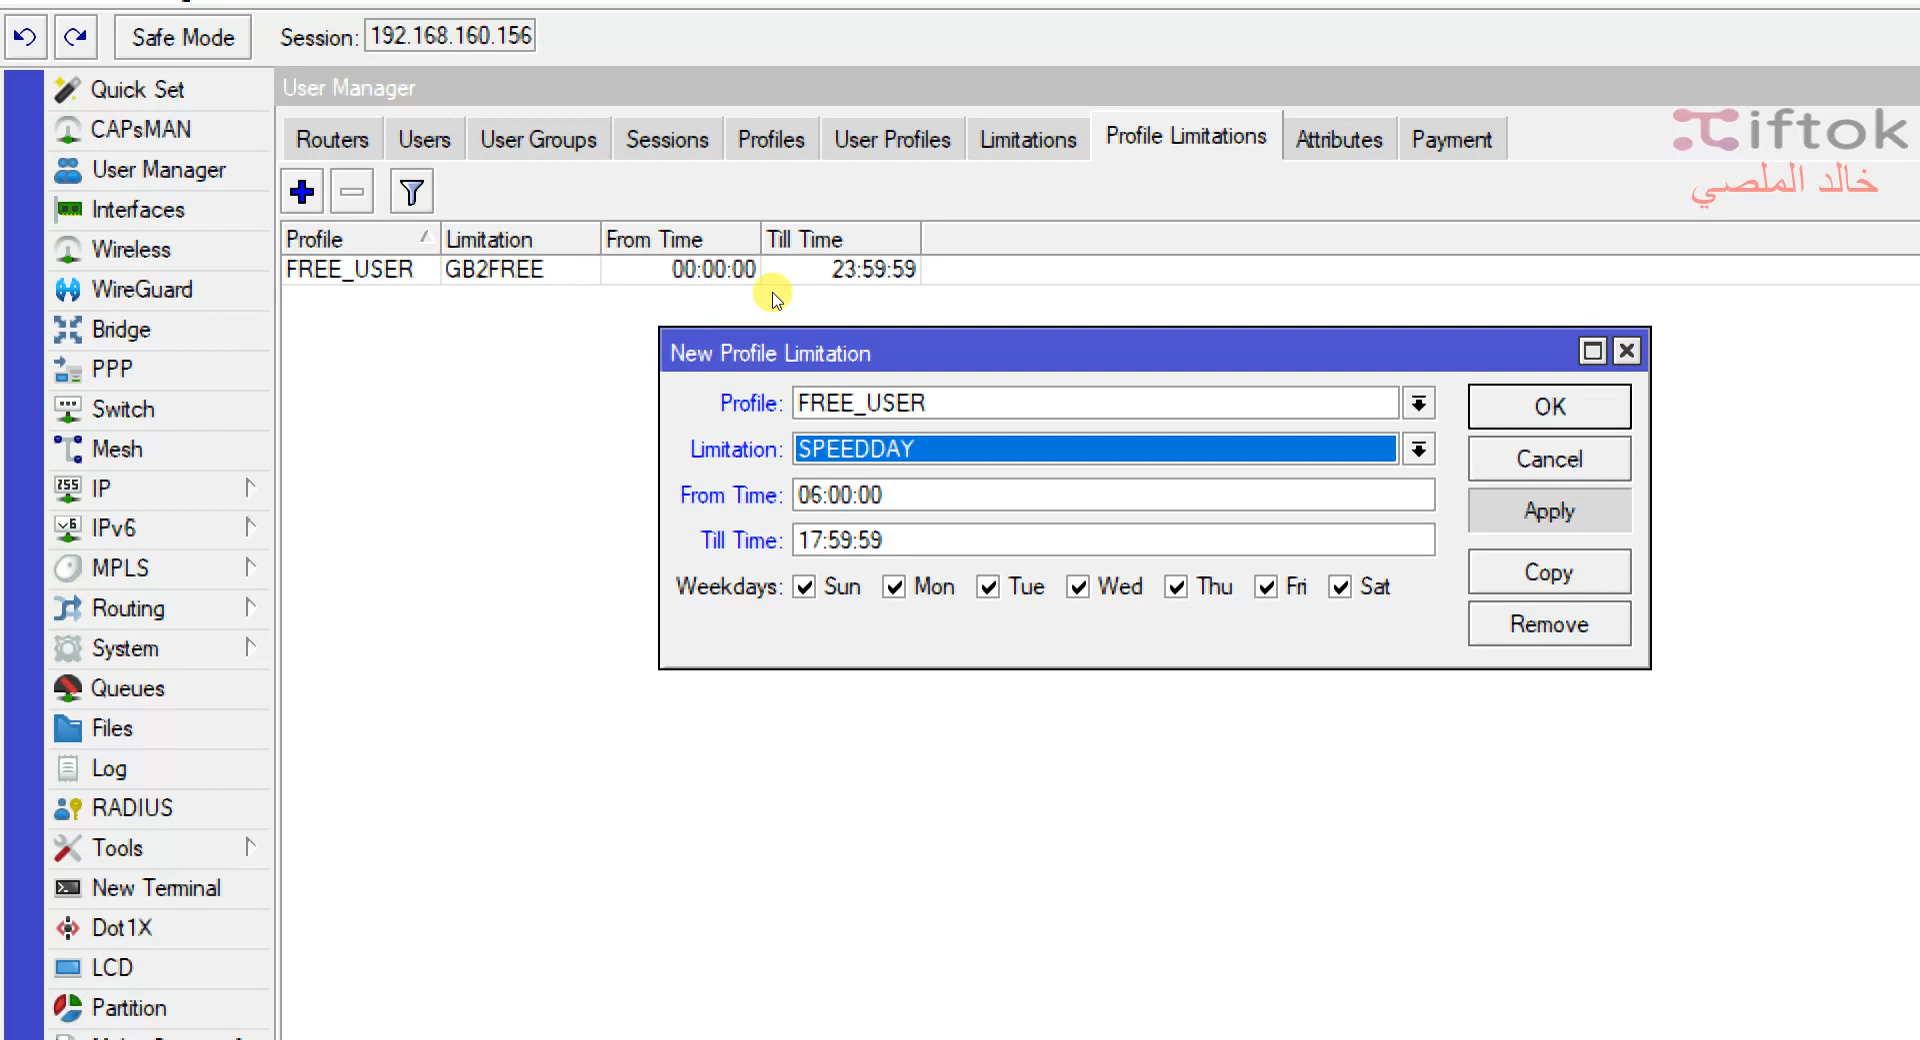 Safe Mode Session: 192.168.160.156
Quick Set
CAPsMAN
User Manager
Interfaces
Wireless
WireGuard
Bridge
PPP
Switch
Mesh
IP
IPv6
MPLS
Routing
System
Queues
Files
Log
RADIUS
Tools
New Terminal
Dot1X
LCD
Partition
User Manager
Routers Users User Groups Sessions Profiles User Profiles Limitations Profile Limitations Attributes Payment
iftok
خالد الملصي
Profile Limitation From Time Till Time
FREE_USER GB2FREE 00:00:00 23:59:59
New Profile Limitation
Profile: FREE_USER
Limitation: SPEEDDAY
From Time: 06:00:00
Till Time: 17:59:59
Weekdays: Sun Mon Tue Wed Thu Fri Sat
OK
Cancel
Apply
Copy
Remove